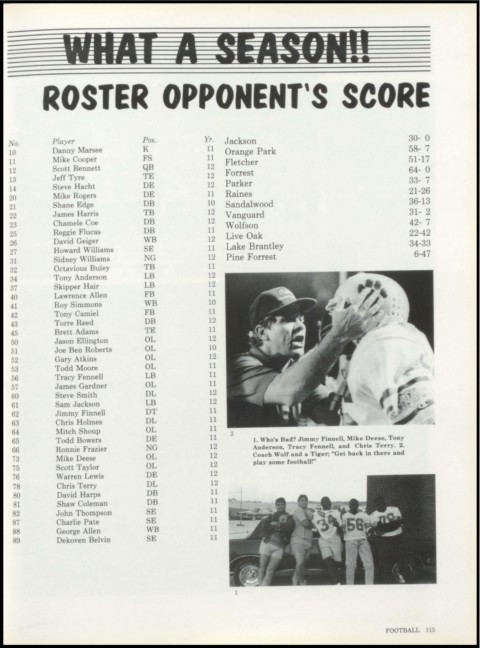 WHAT A SEASON!!
ROSTER OPPONENT'S SCORE
No. Player Pos. Yr.
10 Danny Marsee K 11
11 Mike Cooper FS 11
12 Scott Bennett QB 12
13 Jeff Tyre TE 12
14 Steve Hacht DE 12
20 Mike Rogers DE 12
21 Shane Edge DB 10
22 James Harris TB 12
23 Chamele Coe DB 12
25 Reggie Flucas DB 11
26 David Geiger WB 12
27 Howard Williams SE 11
31 Sidney Williams NG 12
32 Octavious Buiey TB 11
34 Tony Anderson LB 12
37 Skipper Hair LB 12
40 Lawrence Allen FB 11
41 Roy Simmons WB 10
42 Tony Camiel FB 11
43 Torre Reed DB 12
45 Brett Adams TE 11
50 Jason Ellington OL 12
51 Joe Ben Roberts OL 10
52 Gary Atkins OL 12
53 Todd Moore OL 11
56 Tracy Fennell LB 11
57 James Gardner OL 11
60 Steve Smith DL 12
61 Sam Jackson LB 12
62 Jimmy Finnell DT 11
63 Chris Holmes DL 11
64 Mitch Shoup OL 11
65 Todd Bowers DE 11
66 Ronnie Frazier NG 12
73 Mike Deese OL 12
75 Scott Taylor OL 12
76 Warren Lewis DE 12
78 Chris Terry DL 12
80 David Harps DB 11
81 Shaw Coleman DB 11
82 John Thompson SE 11
87 Charlie Pate SE 11
88 George Allen WB 11
89 Dekoven Belvin SE 11
Jackson 30- 0
Orange Park 58- 7
Fletcher 51-17
Forrest 64- 0
Parker 33- 7
Raines 21-26
Sandalwood 36-13
Vanguard 31- 2
Wolfson 42- 7
Live Oak 22-42
Lake Brantley 34-33
Pine Forrest 6-47
2
1. Who's Bad? Jimmy Finnell, Mike Deese, Tony
Anderson, Tracy Fennell, and Chris Terry. 2.
Coach Wolf and a Tiger; "Get back in there and
play some football!"
34 56 78
1
FOOTBALL 115